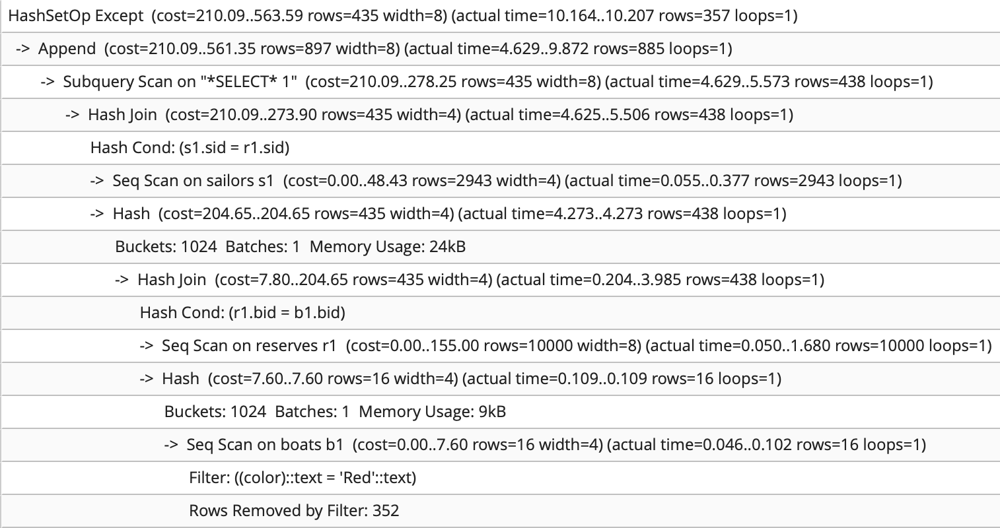 HashSetOp Except  (cost=210.09..563.59 rows=435 width=8) (actual time=10.164..10.207 rows=357 loops=1)
-> Append  (cost=210.09..561.35 rows=897 width=8) (actual time=4.629..9.872 rows=885 loops=1)
-> Subquery Scan on "*SELECT* 1"  (cost=210.09..278.25 rows=435 width=8) (actual time=4.629..5.573 rows=438 loops=1)
-> Hash Join  (cost=210.09..273.90 rows=435 width=4) (actual time=4.625..5.506 rows=438 loops=1)
Hash Cond: (s1.sid = r1.sid)
-> Seq Scan on sailors s1  (cost=0.00..48.43 rows=2943 width=4) (actual time=0.055..0.377 rows=2943 loops=1)
-> Hash  (cost=204.65..204.65 rows=435 width=4) (actual time=4.273..4.273 rows=438 loops=1)
Buckets: 1024  Batches: 1  Memory Usage: 24kB
-> Hash Join  (cost=7.80..204.65 rows=435 width=4) (actual time=0.204..3.985 rows=438 loops=1)
Hash Cond: (r1.bid = b1.bid)
-> Seq Scan on reserves r1  (cost=0.00..155.00 rows=10000 width=8) (actual time=0.050..1.680 rows=10000 loops=1)
-> Hash  (cost=7.60..7.60 rows=16 width=4) (actual time=0.109..0.109 rows=16 loops=1)
Buckets: 1024  Batches: 1  Memory Usage: 9kB
-> Seq Scan on boats b1  (cost=0.00..7.60 rows=16 width=4) (actual time=0.046..0.102 rows=16 loops=1)
Filter: ((color)::text = 'Red'::text)
Rows Removed by Filter: 352